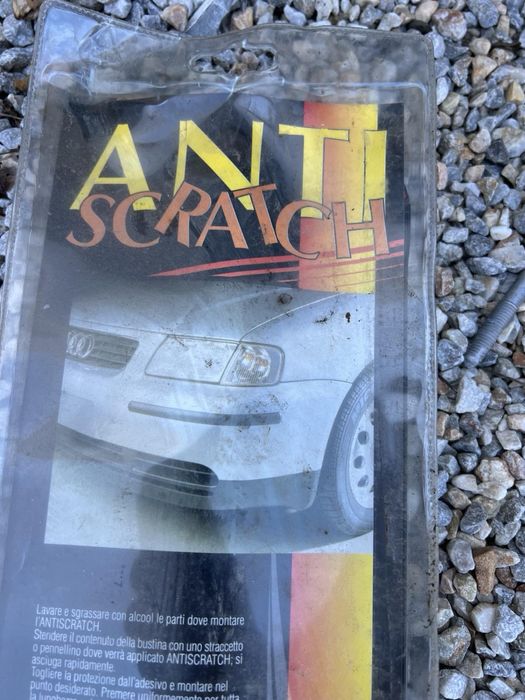 ANTI
SCRATCH
Lavare e sgrassare con alcool le parti dove montare
l'ANTISCRATCH.
Stendere il contenuto della bustina con uno straccetto
o pennellino dove verrà applicato ANTISCRATCH; si
asciuga rapidamente.
Togliere la protezione dall'adesivo e montare nel
punto desiderato. Premere uniformemente per tutta
la lunghezza